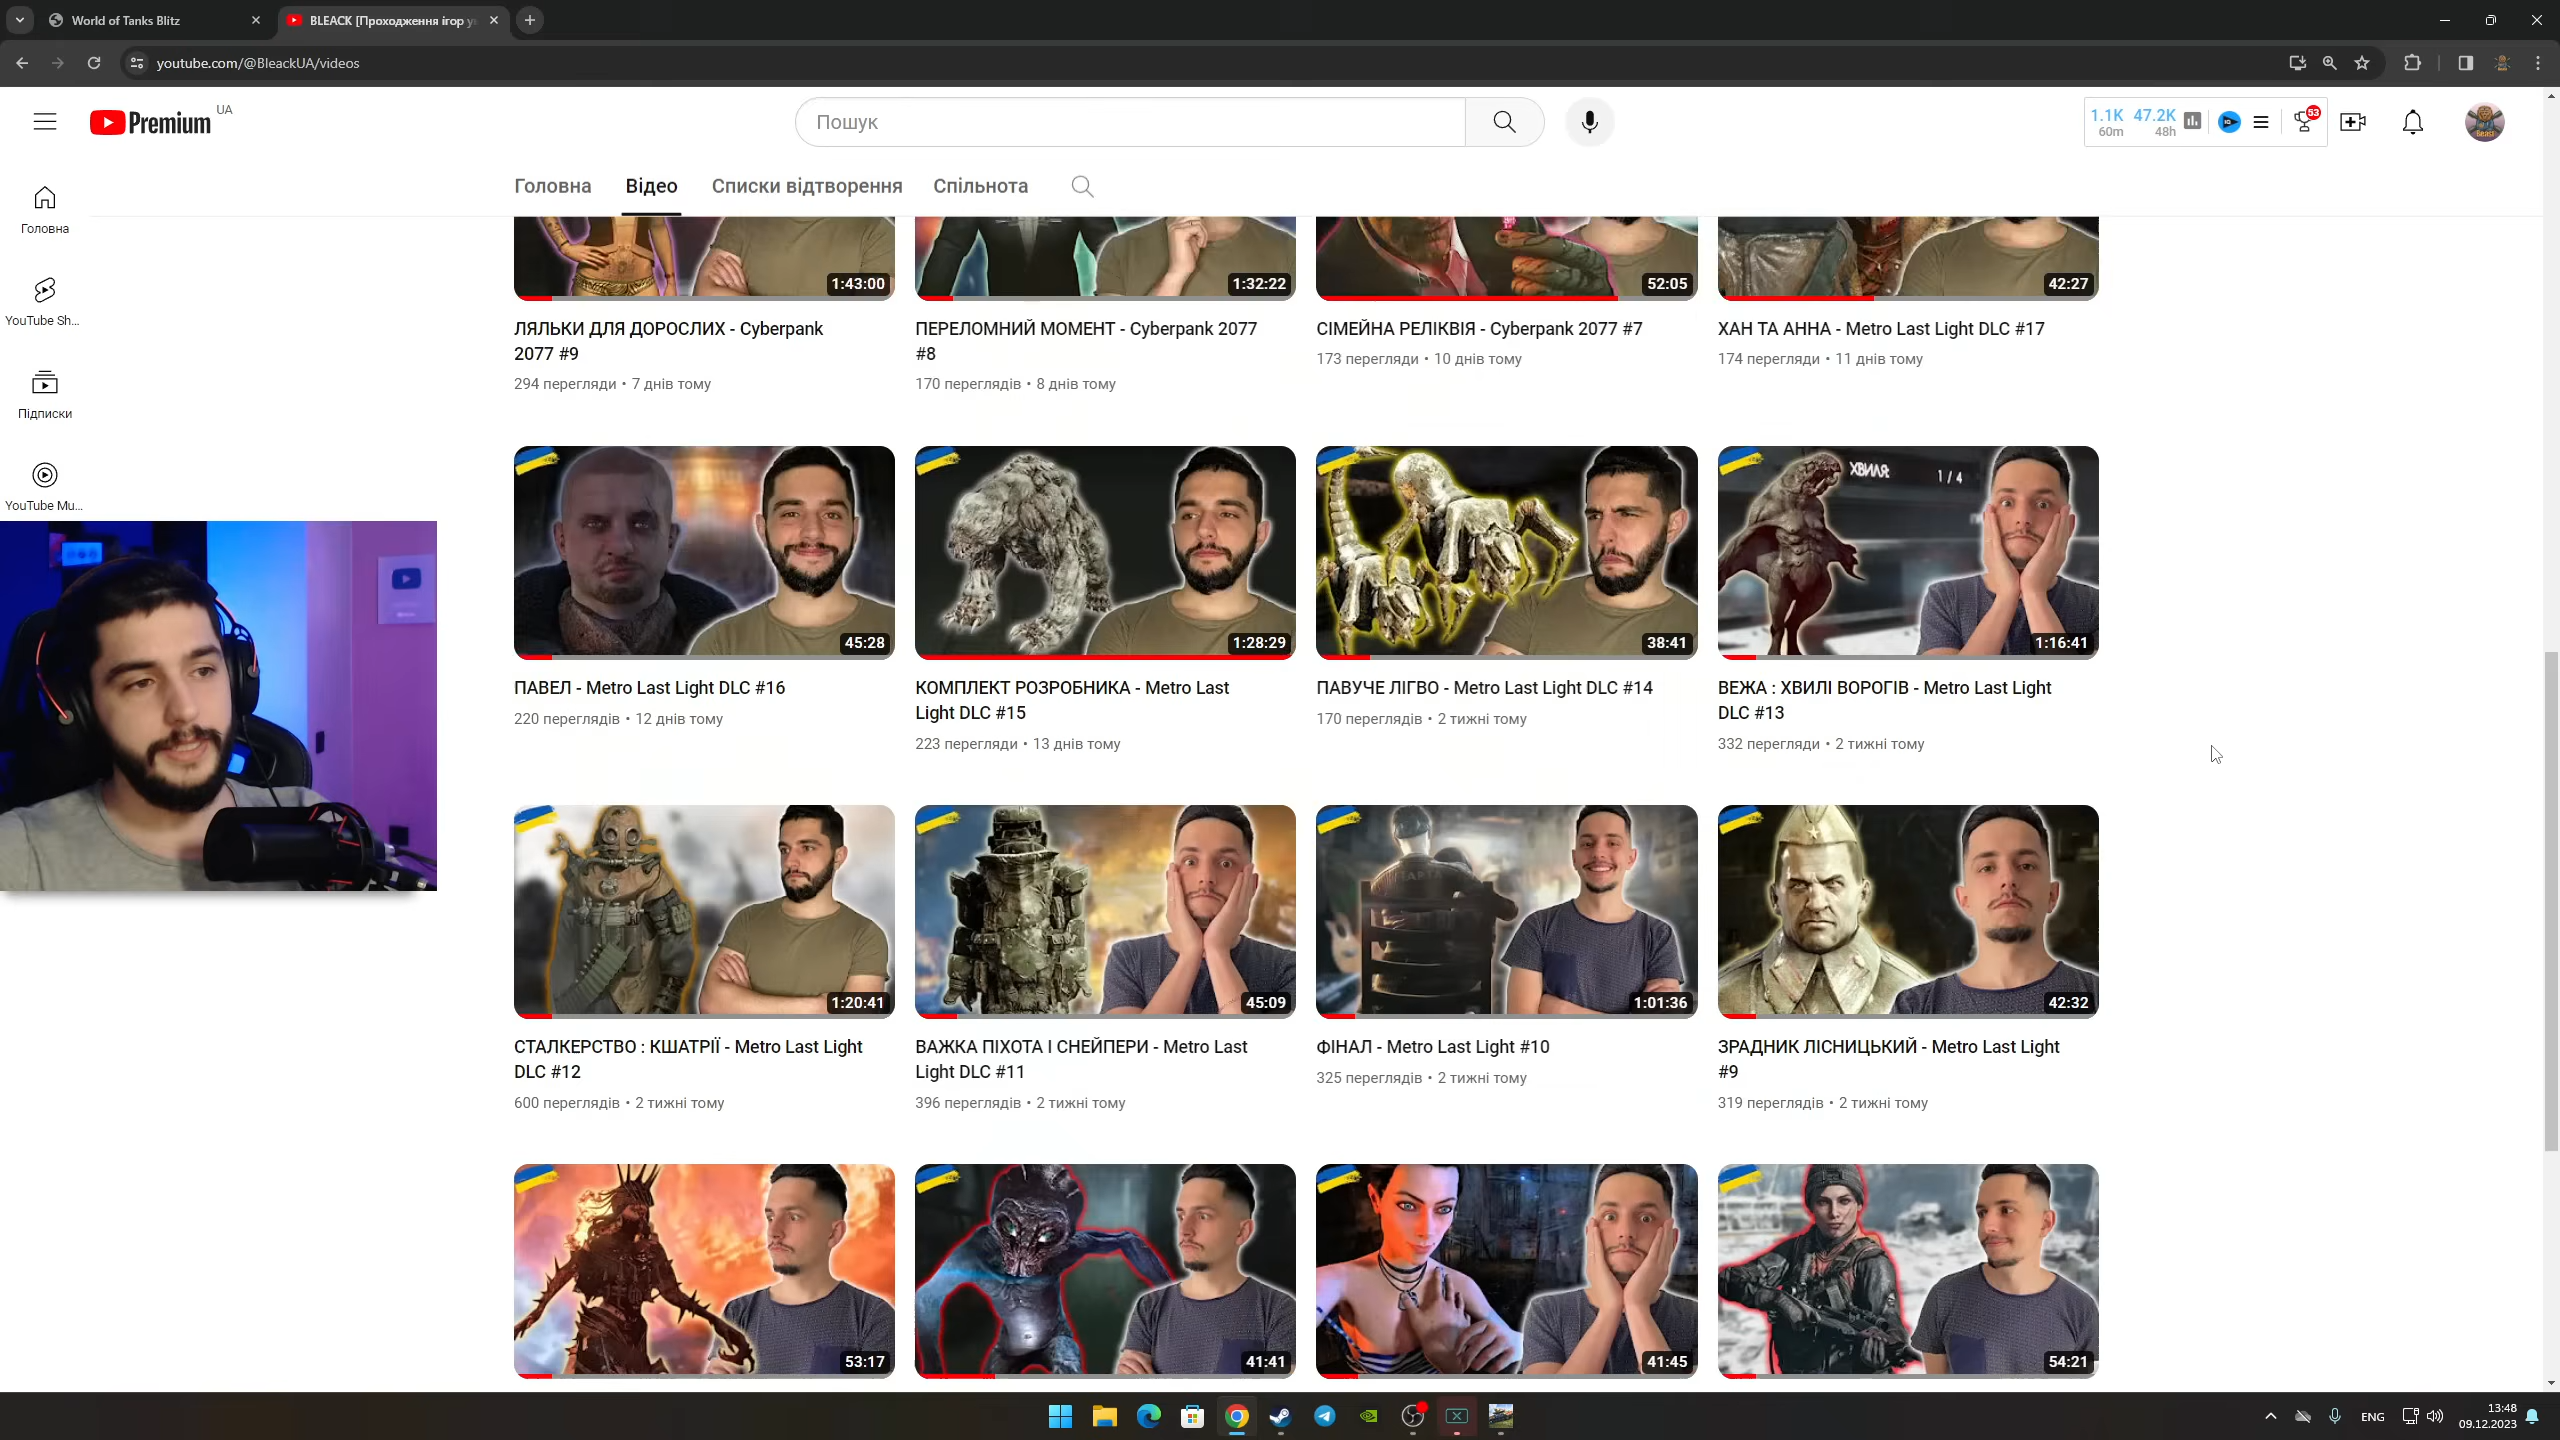 World of Tanks Blitz
BLEACK [Проходження ігор у
youtube.com/@BleackUA/videos
Premium UA
Пошук
1.1K 47.2K
60m 48h
63
Головна
Відео
Списки відтворення
Спільнота
Головна
YouTube Sh...
Підписки
YouTube Mu...
1:43:00
1:32:22
52:05
42:27
ЛЯЛЬКИ ДЛЯ ДОРОСЛИХ - Cyberpank
2077 #9
294 перегляди • 7 днів тому
ПЕРЕЛОМНИЙ МОМЕНТ - Cyberpank 2077
#8
170 переглядів • 8 днів тому
СІМЕЙНА РЕЛІКВІЯ - Cyberpank 2077 #7
173 перегляди • 10 днів тому
ХАН ТА АННА - Metro Last Light DLC #17
174 перегляди • 11 днів тому
45:28
1:28:29
38:41
ХВИЛЯ: 1/4
1:16:41
ПАВЕЛ - Metro Last Light DLC #16
220 переглядів • 12 днів тому
КОМПЛЕКТ РОЗРОБНИКА - Metro Last
Light DLC #15
223 перегляди • 13 днів тому
ПАВУЧЕ ЛІГВО - Metro Last Light DLC #14
170 переглядів • 2 тижні тому
ВЕЖА : ХВИЛІ ВОРОГІВ - Metro Last Light
DLC #13
332 перегляди • 2 тижні тому
1:20:41
45:09
1:01:36
42:32
СТАЛКЕРСТВО : КШАТРІЇ - Metro Last Light
DLC #12
600 переглядів • 2 тижні тому
ВАЖКА ПІХОТА І СНЕЙПЕРИ - Metro Last
Light DLC #11
396 переглядів • 2 тижні тому
ФІНАЛ - Metro Last Light #10
325 переглядів • 2 тижні тому
ЗРАДНИК ЛІСНИЦЬКИЙ - Metro Last Light
#9
319 переглядів • 2 тижні тому
53:17
41:41
41:45
54:21
ENG
13:48
09.12.2023